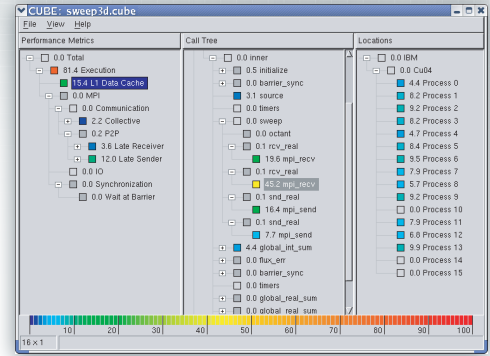 CUBE: sweep3d.cube
File View Help
Performance Metrics
0.0 Total
81.4 Execution
15.4 L1 Data Cache
0.0 MPI
0.0 Communication
2.2 Collective
0.2 P2P
3.6 Late Receiver
12.0 Late Sender
0.0 IO
0.0 Synchronization
0.0 Wait at Barrier
Call Tree
0.0 inner
0.5 initialize
0.0 barrier_sync
3.1 source
0.0 timers
0.0 sweep
0.0 octant
0.1 rcv_real
19.6 mpi_recv
0.1 rcv_real
45.2 mpi_recv
0.1 snd_real
16.4 mpi_send
0.1 snd_real
7.7 mpi_send
4.4 global_int_sum
0.0 flux_err
0.0 barrier_sync
0.0 timers
0.0 global_real_sum
0.0 global_real_sum
Locations
0.0 IBM
0.0 Cu04
4.4 Process 0
8.2 Process 1
9.2 Process 2
8.2 Process 3
4.7 Process 4
8.4 Process 5
9.5 Process 6
7.9 Process 7
5.7 Process 8
9.2 Process 9
0.0 Process 10
7.9 Process 11
6.8 Process 12
9.9 Process 13
0.0 Process 14
0.0 Process 15
10 20 30 40 50 60 70 80 90 100
16 × 1